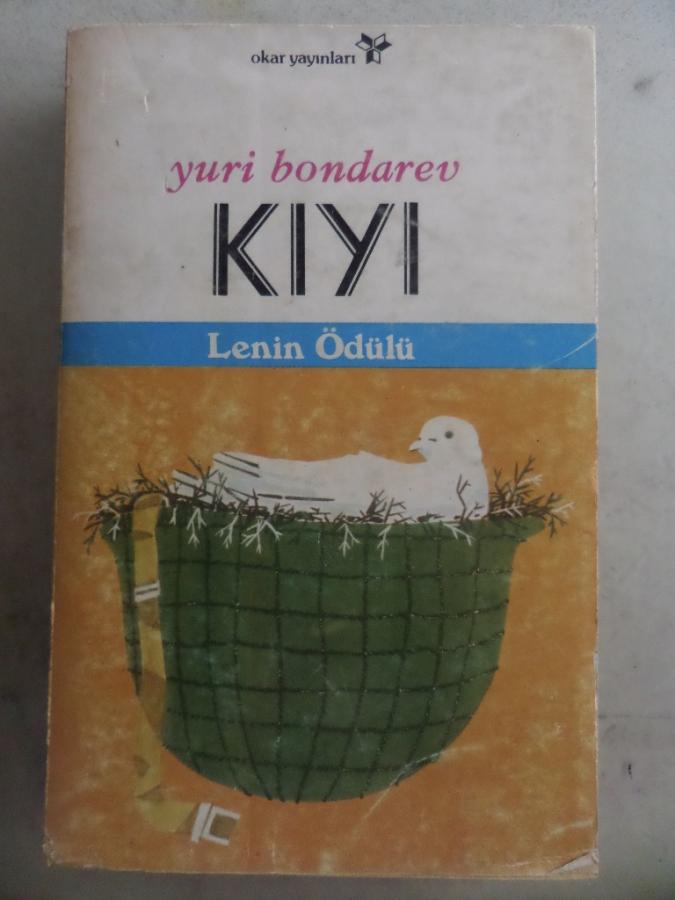 okar yayınları
yuri bondarev
KIYI
Lenin Ödülü